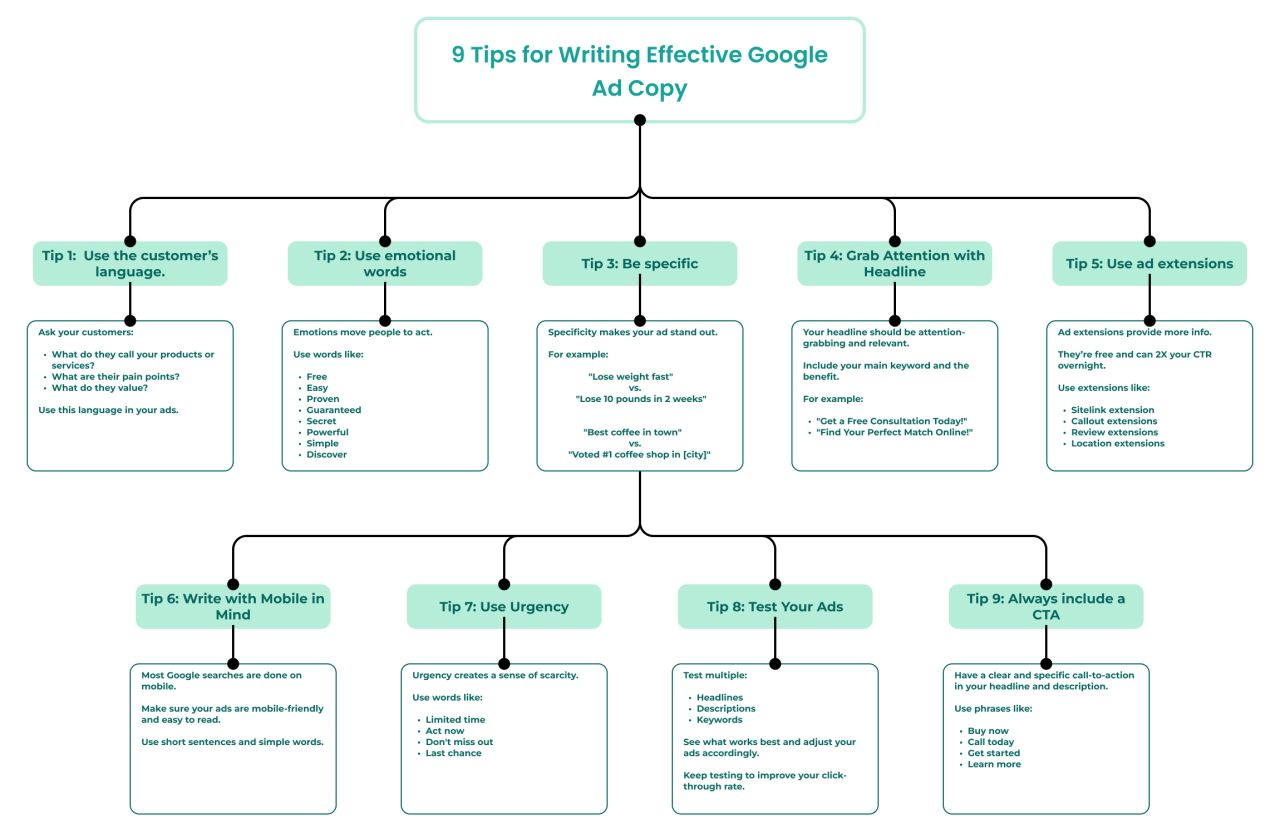 9 Tips for Writing Effective Google
Ad Copy
Tip 1:  Use the customer's
language.
Ask your customers:
• What do they call your products or
services?
• What are their pain points?
• What do they value?
Use this language in your ads.
Tip 2: Use emotional
words
Emotions move people to act.
Use words like:
• Free
• Easy
• Proven
• Guaranteed
• Secret
• Powerful
• Simple
• Discover
Tip 3: Be specific
Specificity makes your ad stand out.
For example:
"Lose weight fast"
vs.
"Lose 10 pounds in 2 weeks"
"Best coffee in town"
vs.
"Voted #1 coffee shop in [city]"
Tip 4: Grab Attention with
Headline
Your headline should be attention-
grabbing and relevant.
Include your main keyword and the
benefit.
For example:
• "Get a Free Consultation Today!"
• "Find Your Perfect Match Online!"
Tip 5: Use ad extensions
Ad extensions provide more info.
They're free and can 2X your CTR
overnight.
Use extensions like:
• Sitelink extension
• Callout extensions
• Review extensions
• Location extensions
Tip 6: Write with Mobile in
Mind
Most Google searches are done on
mobile.
Make sure your ads are mobile-friendly
and easy to read.
Use short sentences and simple words.
Tip 7: Use Urgency
Urgency creates a sense of scarcity.
Use words like:
• Limited time
• Act now
• Don't miss out
• Last chance
Tip 8: Test Your Ads
Test multiple:
• Headlines
• Descriptions
• Keywords
See what works best and adjust your
ads accordingly.
Keep testing to improve your click-
through rate.
Tip 9: Always include a
CTA
Have a clear and specific call-to-action
in your headline and description.
Use phrases like:
• Buy now
• Call today
• Get started
• Learn more